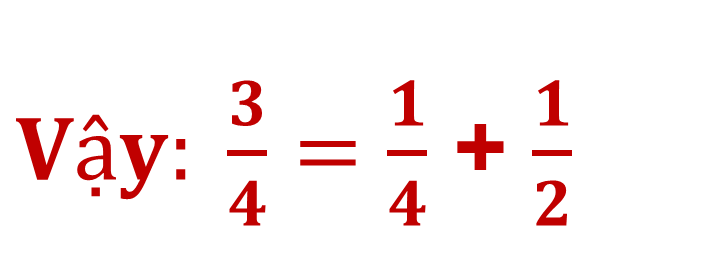 Vậy: 3/4 = 1/4 + 1/2